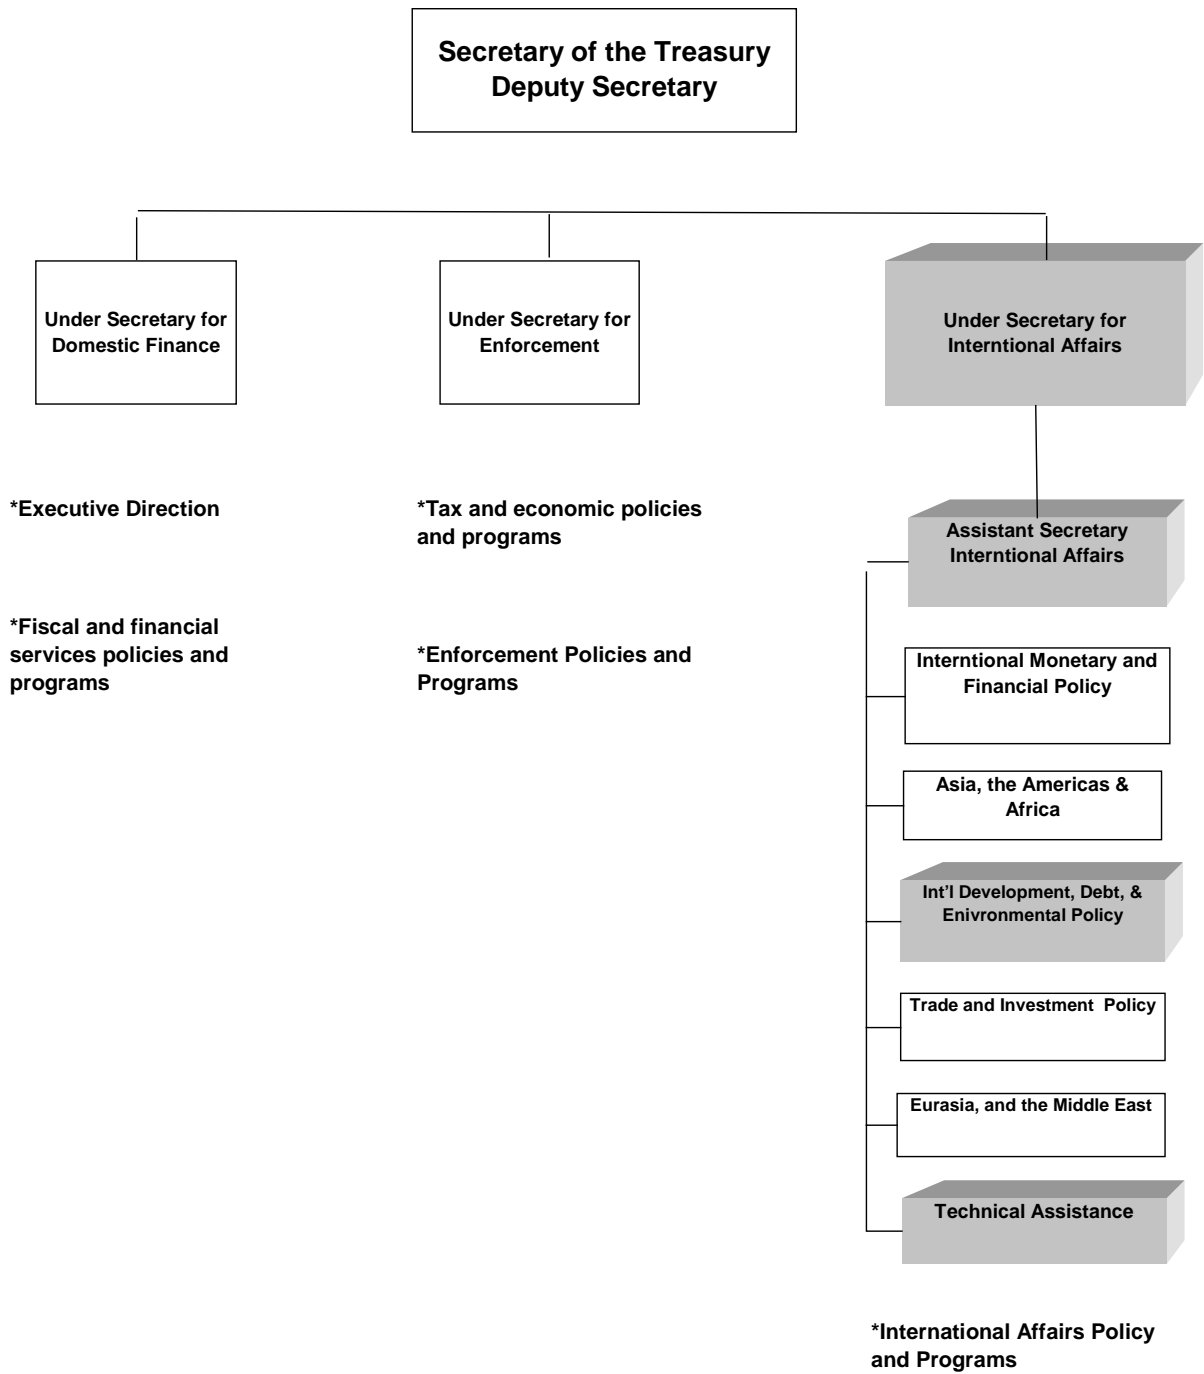 Secretary of the Treasury
Deputy Secretary
Under Secretary for
Domestic Finance
Under Secretary for
Enforcement
Under Secretary for
Interntional Affairs
*Executive Direction
*Fiscal and financial
services policies and
programs
*Tax and economic policies
and programs
*Enforcement Policies and
Programs
Assistant Secretary
Interntional Affairs
Interntional Monetary and
Financial Policy
Asia, the Americas &
Africa
Int'l Development, Debt, &
Enivronmental Policy
Trade and Investment  Policy
Eurasia, and the Middle East
Technical Assistance
*International Affairs Policy
and Programs